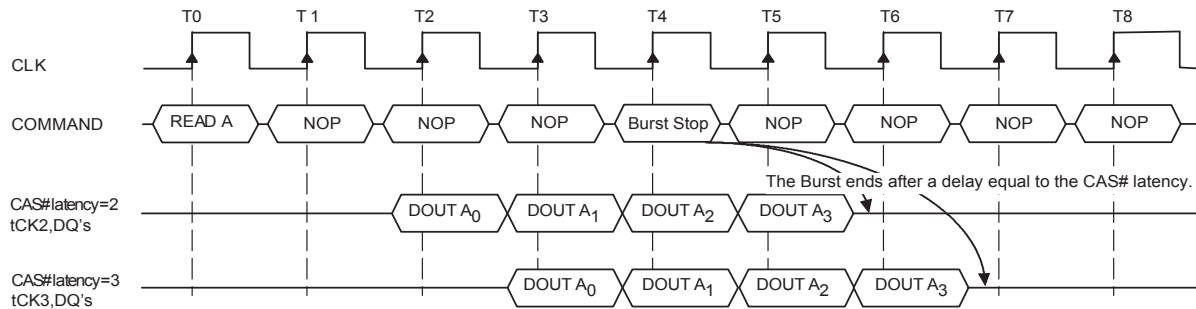 T0 T 1 T2 T3 T4 T5 T6 T7 T8
CLK
COMMAND READ A NOP NOP NOP Burst Stop NOP NOP NOP NOP
The Burst ends after a delay equal to the CAS# latency.
CAS# latency=2
tCK2,DQ's
DOUT A0 DOUT A1 DOUT A2 DOUT A3
CAS# latency=3
tCK3,DQ's
DOUT A0 DOUT A1 DOUT A2 DOUT A3